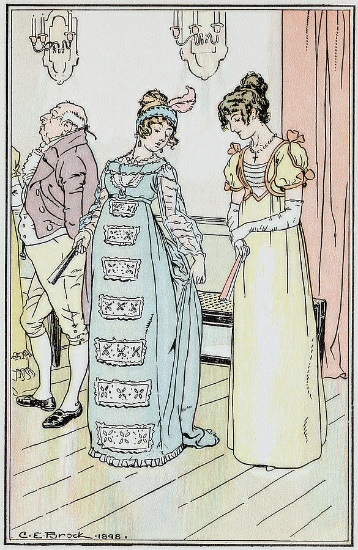 C. E. Brock · 1898 ·